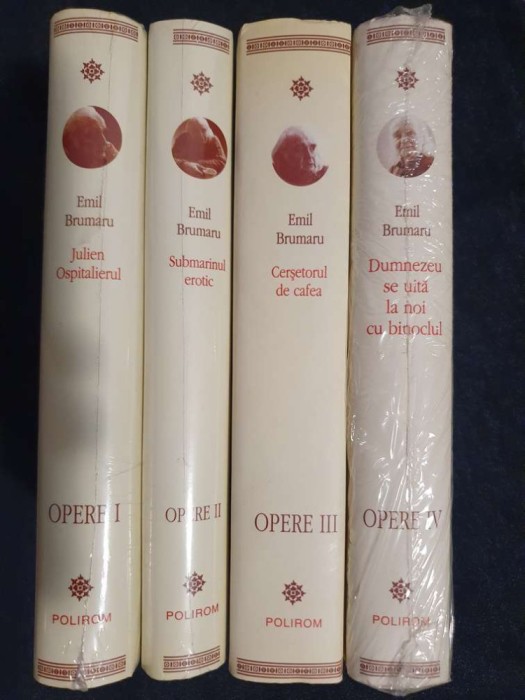 Emil
Brumaru
Julien
Ospitalierul
OPERE I
POLIROM
Emil
Brumaru
Submarinul
erotic
OPERE II
POLIROM
Emil
Brumaru
Cerșetorul
de cafea
OPERE III
POLIROM
Emil
Brumaru
Dumnezeu
se uită
la noi
cu binoclul
OPERE IV
POLIROM